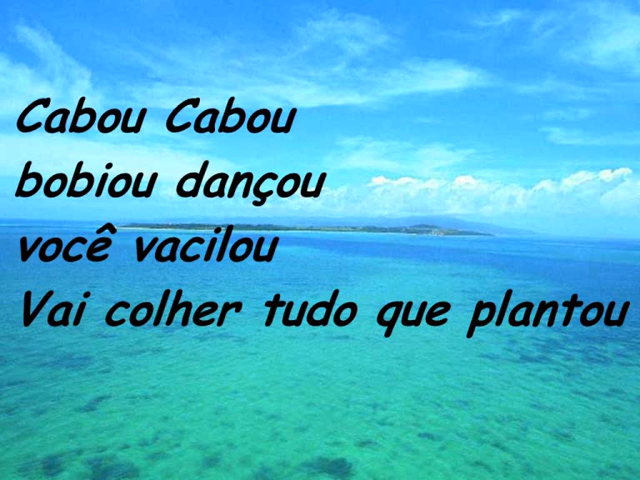 Cabou Cabou
bobiou dançou
você vacilou
Vai colher tudo que plantou